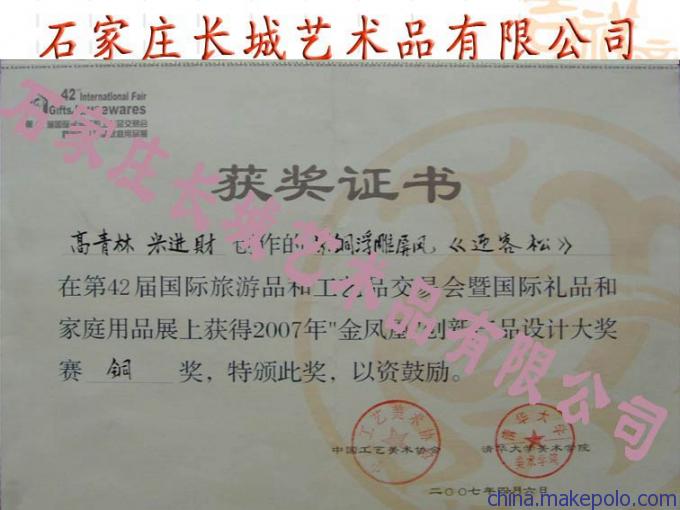 石家庄长城艺术品有限公司
42 International Fair
获奖证书
高青林 宋进财 创作的 铜浮雕屏风 《迎客松》
在第42届国际旅游品和工艺品交易会暨国际礼品和
家庭用品展上获得2007年"金凤凰"创新产品设计大奖
赛 铜 奖，特颁此奖，以资鼓励。
中国工艺美术协会 清华大学美术学院
二〇〇七年四月六日
石家庄长城艺术品有限公司
china.makepolo.com